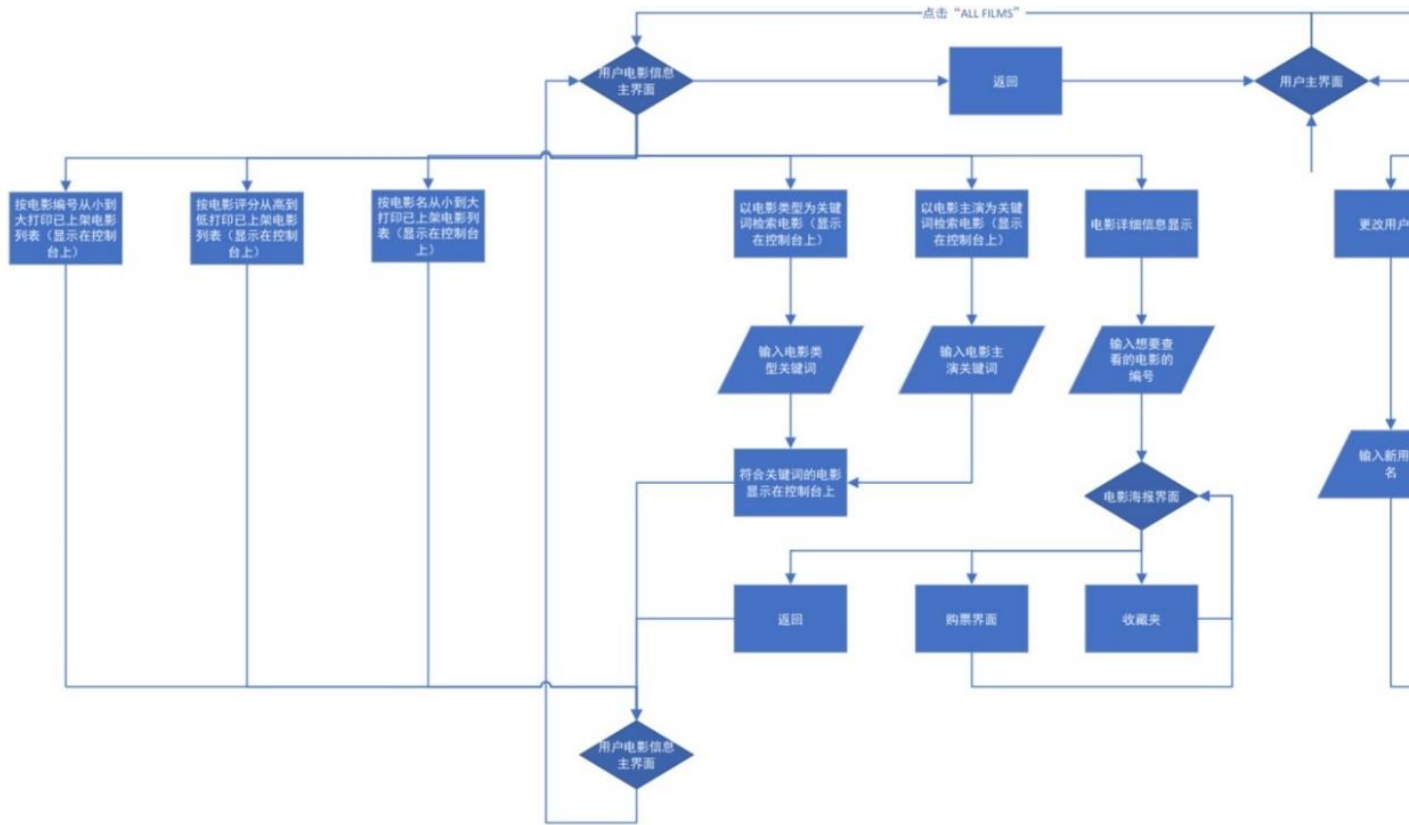 点击“ALL FILMS”
用户电影信息
主界面
返回
用户主界面
按电影编号从小到
大打印已上架电影
列表（显示在控制
台上）
按电影评分从高到
低打印已上架电影
列表（显示在控制
台上）
按电影名从小到大
打印已上架电影列
表（显示在控制台
上）
以电影类型为关键
词检索电影（显示
在控制台上）
以电影主演为关键
词检索电影（显示
在控制台上）
电影详细信息显示
更改用户
输入电影类
型关键词
输入电影主
演关键词
输入想要查
看的电影的
编号
输入新用
名
符合关键词的电影
显示在控制台上
电影海报界面
返回
购票界面
收藏夹
用户电影信息
主界面